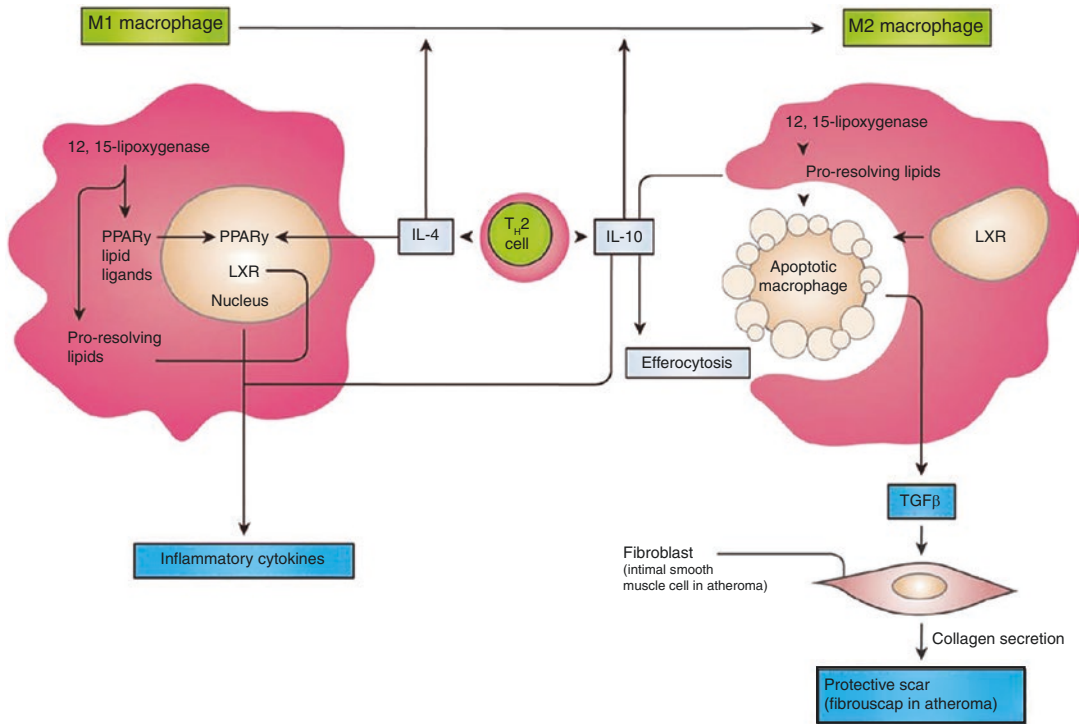 M1 macrophage
M2 macrophage
12, 15-lipoxygenase
PPARy
lipid
ligands
PPARy
LXR
Nucleus
Pro-resolving
lipids
IL-4
TH2
cell
IL-10
Efferocytosis
12, 15-lipoxygenase
Pro-resolving lipids
Apoptotic
macrophage
LXR
Inflammatory cytokines
TGFβ
Fibroblast
(intimal smooth
muscle cell in atheroma)
Collagen secretion
Protective scar
(fibrouscap in atheroma)